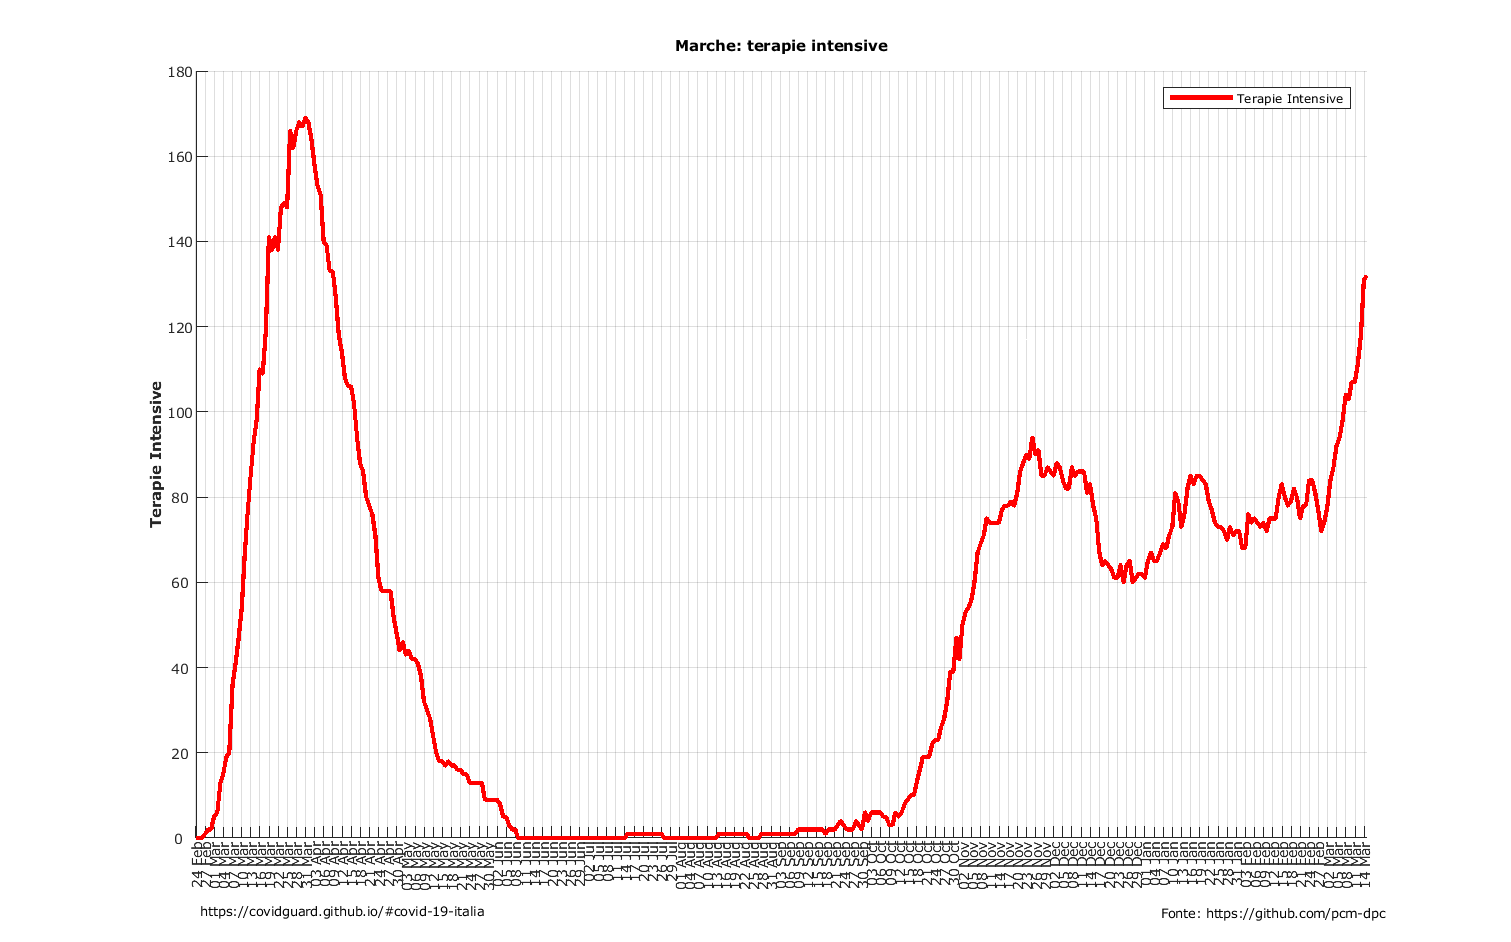 Marche: terapie intensive
Terapie Intensive
180
160
140
120
100
80
60
40
20
0
Terapie Intensive
24 Feb
27 Feb
01 Mar
04 Mar
07 Mar
10 Mar
13 Mar
16 Mar
19 Mar
22 Mar
25 Mar
28 Mar
31 Mar
03 Apr
06 Apr
09 Apr
12 Apr
15 Apr
18 Apr
21 Apr
24 Apr
27 Apr
30 Apr
03 May
06 May
09 May
12 May
15 May
18 May
21 May
24 May
27 May
30 May
02 Jun
05 Jun
08 Jun
11 Jun
14 Jun
17 Jun
20 Jun
23 Jun
26 Jun
29 Jun
02 Jul
05 Jul
08 Jul
11 Jul
14 Jul
17 Jul
20 Jul
23 Jul
26 Jul
29 Jul
01 Aug
04 Aug
07 Aug
10 Aug
13 Aug
16 Aug
19 Aug
22 Aug
25 Aug
28 Aug
31 Aug
03 Sep
06 Sep
09 Sep
12 Sep
15 Sep
18 Sep
21 Sep
24 Sep
27 Sep
30 Sep
03 Oct
06 Oct
09 Oct
12 Oct
15 Oct
18 Oct
21 Oct
24 Oct
27 Oct
30 Oct
02 Nov
05 Nov
08 Nov
11 Nov
14 Nov
17 Nov
20 Nov
23 Nov
26 Nov
29 Nov
02 Dec
05 Dec
08 Dec
11 Dec
14 Dec
17 Dec
20 Dec
23 Dec
26 Dec
29 Dec
01 Jan
04 Jan
07 Jan
10 Jan
13 Jan
16 Jan
19 Jan
22 Jan
25 Jan
28 Jan
31 Jan
03 Feb
06 Feb
09 Feb
12 Feb
15 Feb
18 Feb
21 Feb
24 Feb
27 Feb
02 Mar
05 Mar
08 Mar
11 Mar
14 Mar
https://covidguard.github.io/#covid-19-italia
Fonte: https://github.com/pcm-dpc